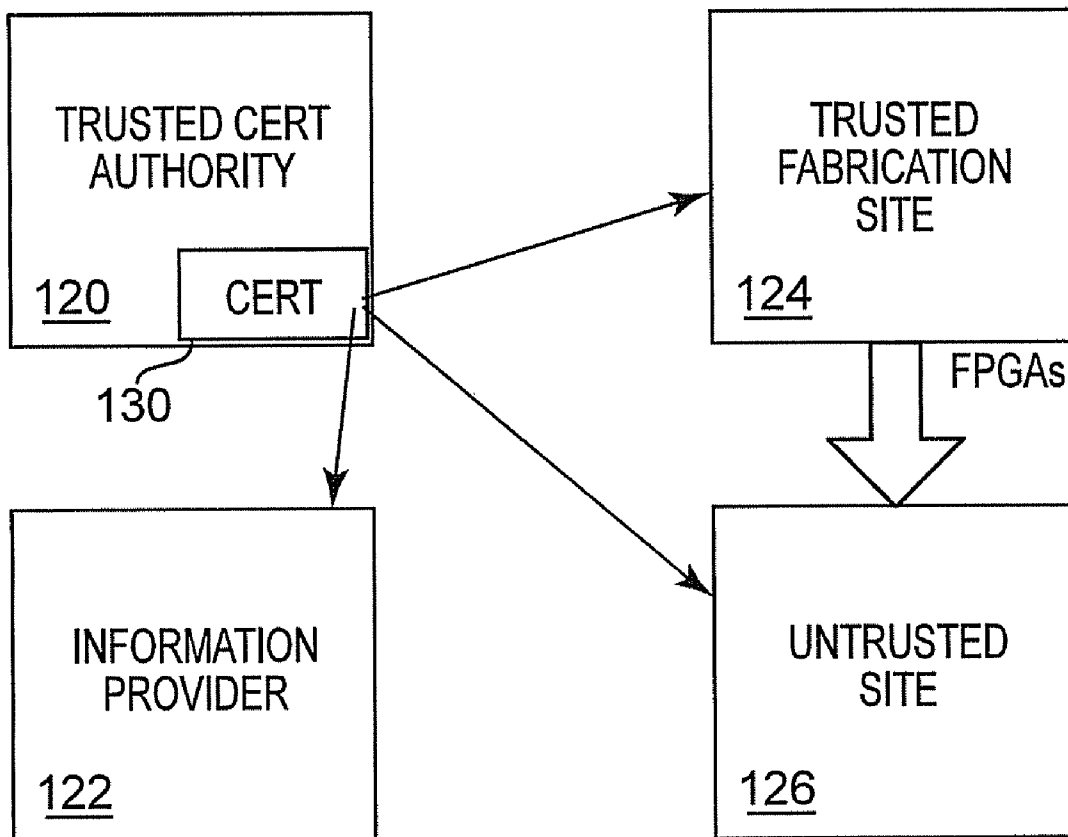 TRUSTED CERT
AUTHORITY
120
CERT
130
TRUSTED
FABRICATION
SITE
124
FPGAs
INFORMATION
PROVIDER
122
UNTRUSTED
SITE
126